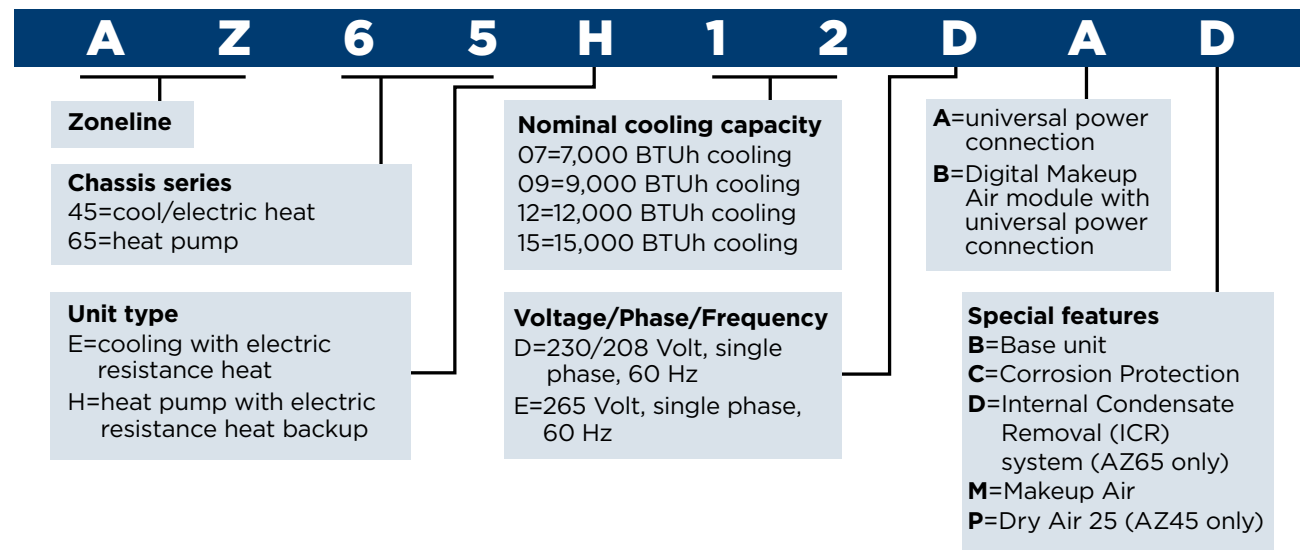 A Z 6 5 H 1 2 D A D
Zoneline
Chassis series
45=cool/electric heat
65=heat pump
Unit type
E=cooling with electric
resistance heat
H=heat pump with electric
resistance heat backup
Nominal cooling capacity
07=7,000 BTUh cooling
09=9,000 BTUh cooling
12=12,000 BTUh cooling
15=15,000 BTUh cooling
Voltage/Phase/Frequency
D=230/208 Volt, single
phase, 60 Hz
E=265 Volt, single phase,
60 Hz
A=universal power
connection
B=Digital Makeup
Air module with
universal power
connection
Special features
B=Base unit
C=Corrosion Protection
D=Internal Condensate
Removal (ICR)
system (AZ65 only)
M=Makeup Air
P=Dry Air 25 (AZ45 only)